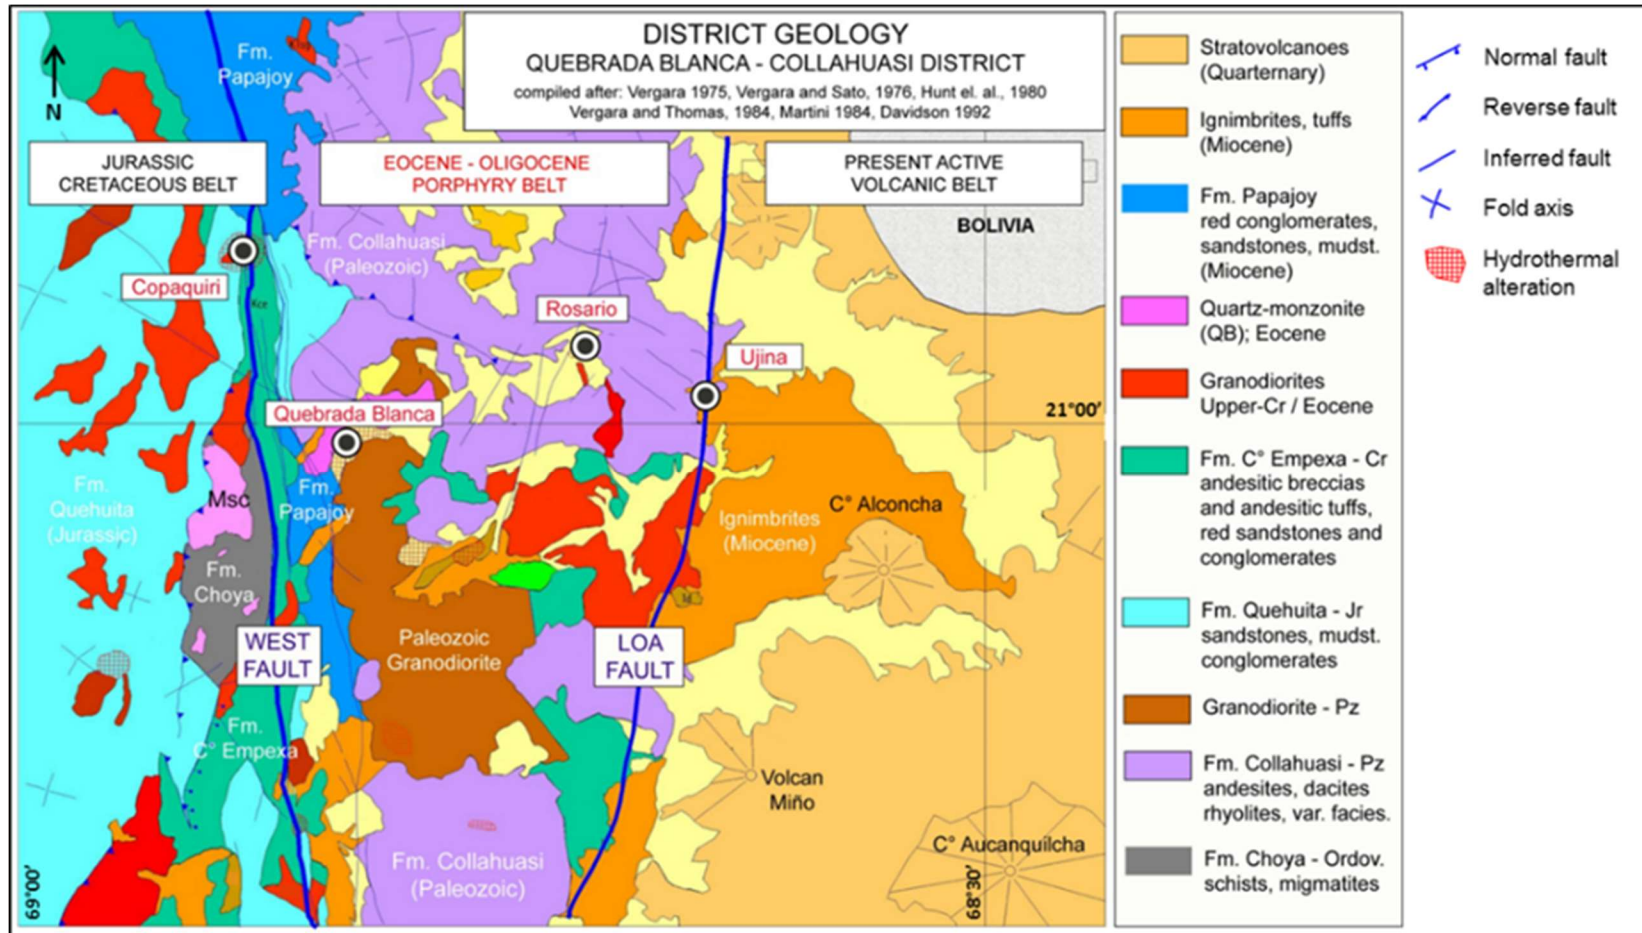 DISTRICT GEOLOGY
QUEBRADA BLANCA - COLLAHUASI DISTRICT
compiled after: Vergara 1975, Vergara and Sato, 1976, Hunt el. al., 1980
Vergara and Thomas, 1984, Martini 1984, Davidson 1992
N
Fm.
Papajoy
JURASSIC
CRETACEOUS BELT
EOCENE - OLIGOCENE
PORPHYRY BELT
PRESENT ACTIVE
VOLCANIC BELT
BOLIVIA
Fm. Collahuasi
(Paleozoic)
Copaquiri
Rosario
Ujina
Quebrada Blanca
21°00'
Fm.
Quehuita
(Jurassic)
Msc
Fm.
Papajoy
C° Alconcha
Ignimbrites
(Miocene)
Fm.
Choya
WEST
FAULT
Paleozoic
Granodiorite
LOA
FAULT
Fm.
C° Empexa
Volcan
Miño
C° Aucanquilcha
Fm. Collahuasi
(Paleozoic)
69°00'
68°30'
Stratovolcanoes
(Quarternary)
Ignimbrites, tuffs
(Miocene)
Fm. Papajoy
red conglomerates,
sandstones, mudst.
(Miocene)
Quartz-monzonite
(QB); Eocene
Granodiorites
Upper-Cr / Eocene
Fm. C° Empexa - Cr
andesitic breccias
and andesitic tuffs,
red sandstones and
conglomerates
Fm. Quehuita - Jr
sandstones, mudst.
conglomerates
Granodiorite - Pz
Fm. Collahuasi - Pz
andesites, dacites
rhyolites, var. facies.
Fm. Choya - Ordov.
schists, migmatites
Normal fault
Reverse fault
Inferred fault
Fold axis
Hydrothermal
alteration